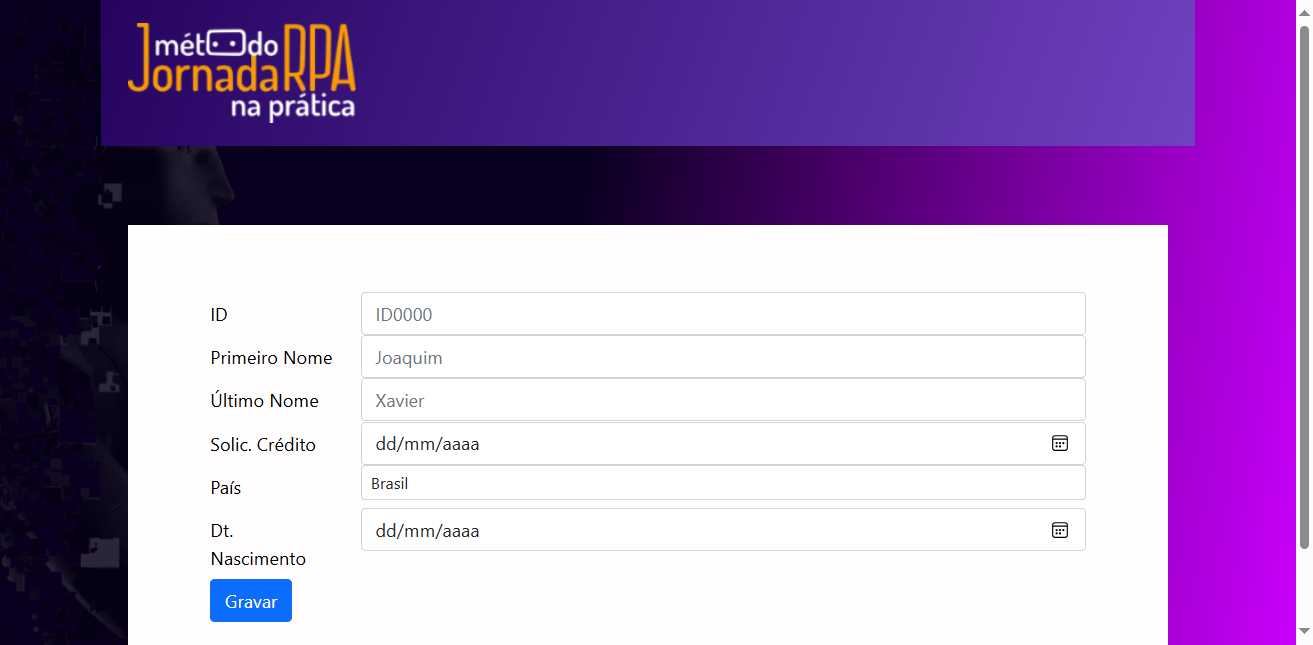 método
JornadaRPA
na prática
ID ID0000
Primeiro Nome Joaquim
Último Nome Xavier
Solic. Crédito dd/mm/aaaa
País Brasil
Dt. Nascimento dd/mm/aaaa
Gravar